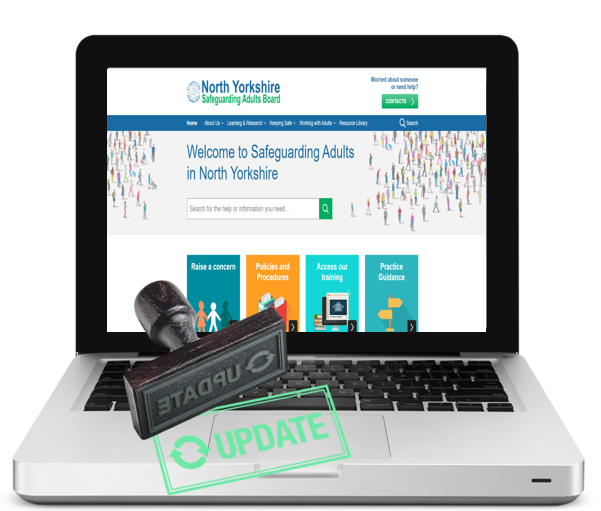 North Yorkshire
Safeguarding Adults Board
Worried about someone
or need help?
CONTACTS
Home About Us Learning & Research Keeping Safe Working with Adults Resource Library Search
Welcome to Safeguarding Adults
in North Yorkshire
Search for the help or information you need...
Raise a concern
Policies and
Procedures
Access our
training
Practice
Guidance
UPDATE
UPDATE